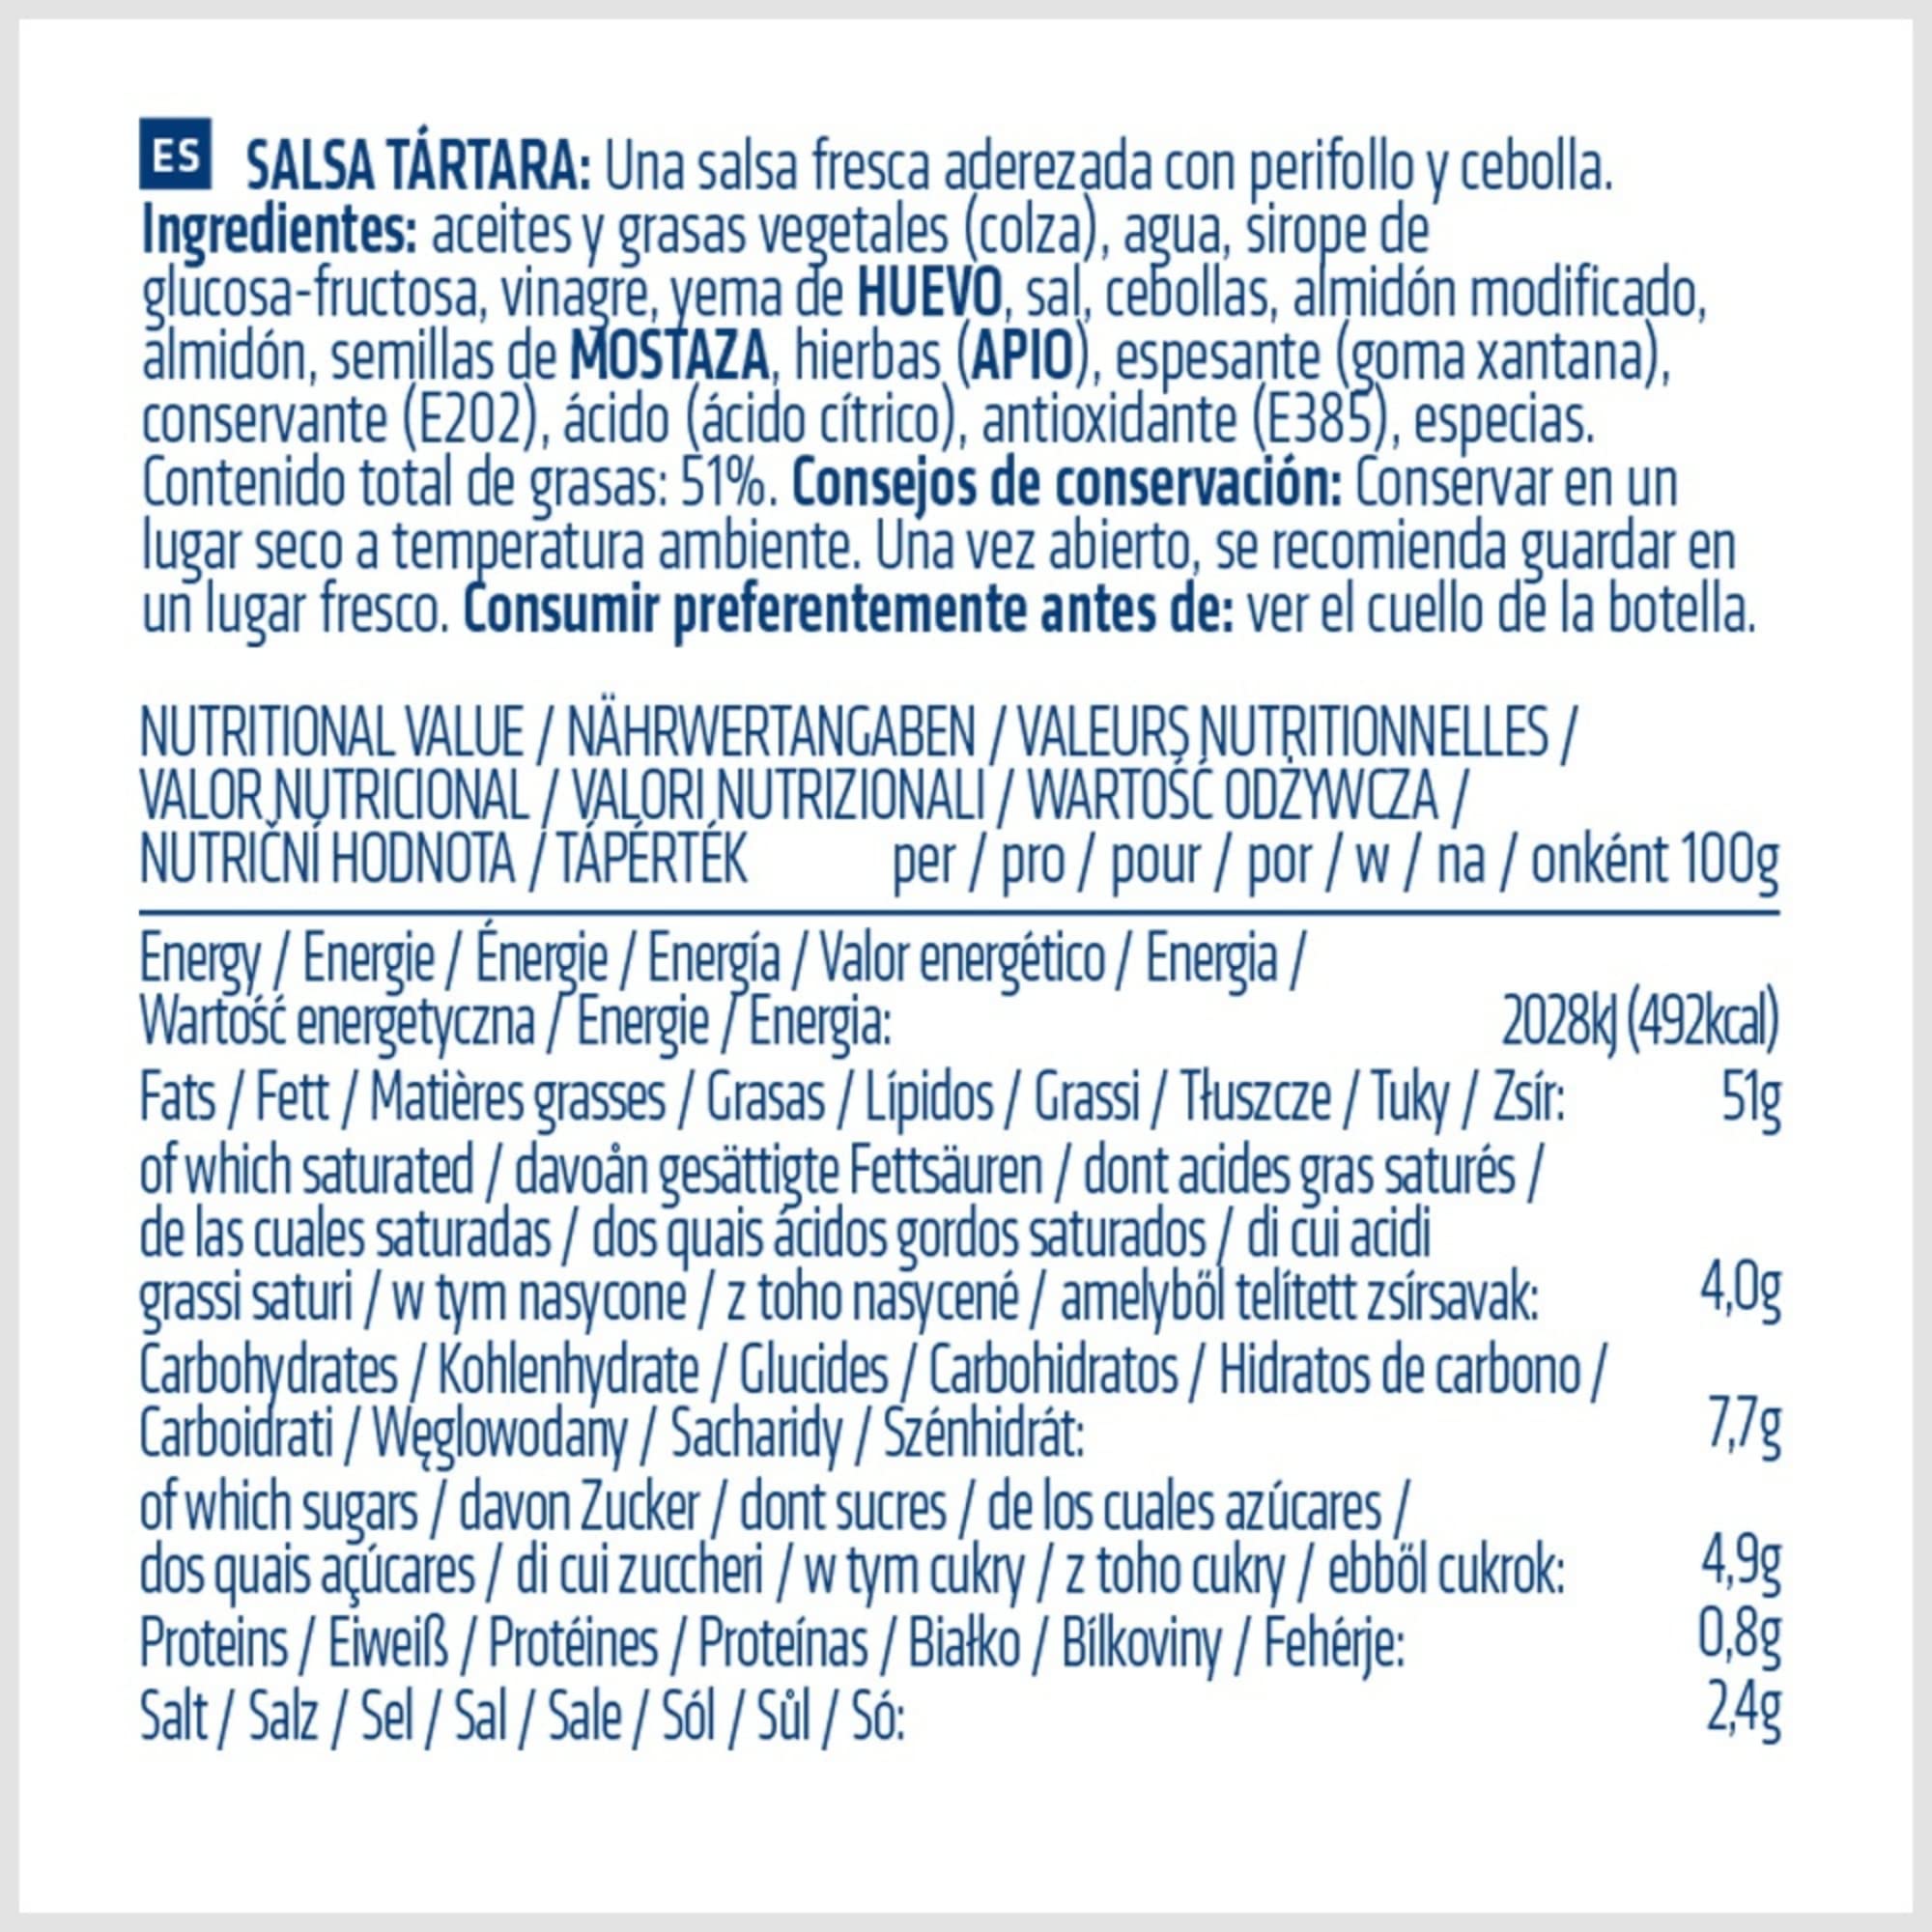 ES SALSA TÁRTARA: Una salsa fresca aderezada con perifollo y cebolla.
Ingredientes: aceites y grasas vegetales (colza), agua, sirope de
glucosa-fructosa, vinagre, yema de HUEVO, sal, cebollas, almidón modificado,
almidón, semillas de MOSTAZA, hierbas (APIO), espesante (goma xantana),
conservante (E202), ácido (ácido cítrico), antioxidante (E385), especias.
Contenido total de grasas: 51%. Consejos de conservación: Conservar en un
lugar seco a temperatura ambiente. Una vez abierto, se recomienda guardar en
un lugar fresco. Consumir preferentemente antes de: ver el cuello de la botella.
NUTRITIONAL VALUE / NÄHRWERTANGABEN / VALEURS NUTRITIONNELLES /
VALOR NUTRICIONAL / VALORI NUTRIZIONALI / WARTOŚĆ ODŻYWCZA /
NUTRIČNÍ HODNOTA / TÁPÉRTÉK per / pro / pour / por / w / na / onként 100g
Energy / Energie / Énergie / Energía / Valor energético / Energia /
Wartość energetyczna / Energie / Energia: 2028kJ (492kcal)
Fats / Fett / Matières grasses / Grasas / Lípidos / Grassi / Tłuszcze / Tuky / Zsír: 51g
of which saturated / davoån gesättigte Fettsäuren / dont acides gras saturés /
de las cuales saturadas / dos quais ácidos gordos saturados / di cui acidi
grassi saturi / w tym nasycone / z toho nasycené / amelyből telített zsírsavak: 4,0g
Carbohydrates / Kohlenhydrate / Glucides / Carbohidratos / Hidratos de carbono /
Carboidrati / Węglowodany / Sacharidy / Szénhidrát: 7,7g
of which sugars / davon Zucker / dont sucres / de los cuales azúcares /
dos quais açúcares / di cui zuccheri / w tym cukry / z toho cukry / ebből cukrok: 4,9g
Proteins / Eiweiß / Protéines / Proteínas / Białko / Bílkoviny / Fehérje: 0,8g
Salt / Salz / Sel / Sal / Sale / Sól / Sůl / Só: 2,4g